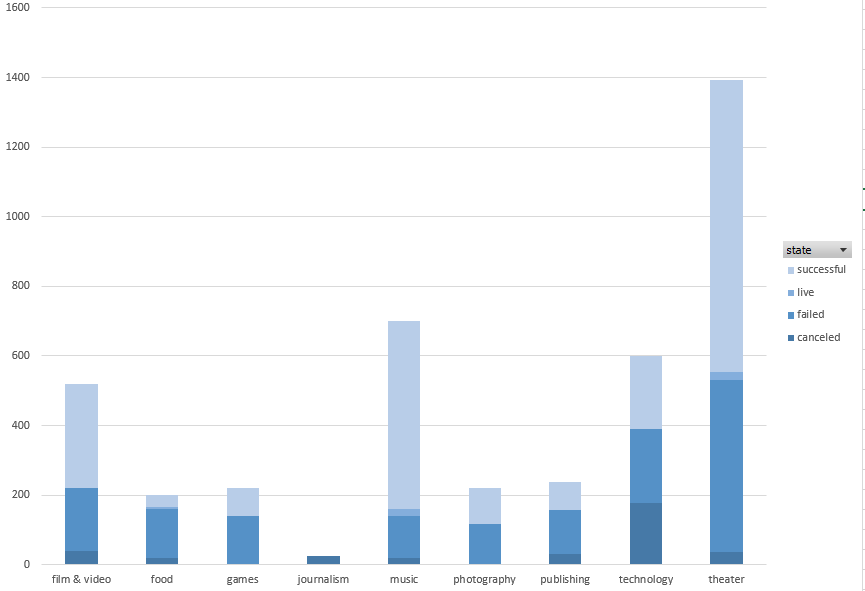 1600
1400
1200
1000
800
600
400
200
0
film & video food games journalism music photography publishing technology theater
state
successful
live
failed
canceled